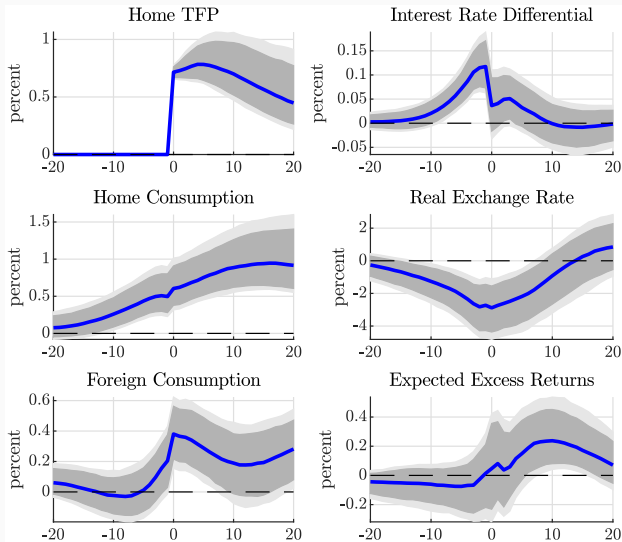 Home TFP
percent
1
0.5
0
-20 -10 0 10 20
Interest Rate Differential
percent
0.15
0.1
0.05
0
-0.05
-20 -10 0 10 20
Home Consumption
percent
1.5
1
0.5
0
-20 -10 0 10 20
Real Exchange Rate
percent
2
0
-2
-4
-20 -10 0 10 20
Foreign Consumption
percent
0.6
0.4
0.2
0
-20 -10 0 10 20
Expected Excess Returns
percent
0.4
0.2
0
-0.2
-20 -10 0 10 20